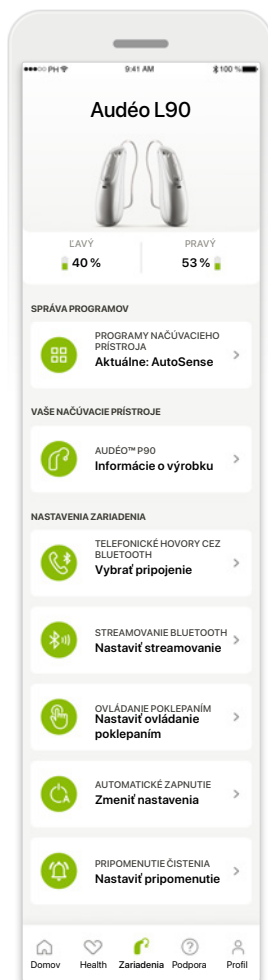 PH 9:41 AM 100 %
Audéo L90
ĽAVÝ PRAVÝ
40 % 53 %
SPRÁVA PROGRAMOV
PROGRAMY NAČÚVACIEHO
PRÍSTROJA
Aktuálne: AutoSense
VAŠE NAČÚVACIE PRÍSTROJE
AUDÉO™ P90
Informácie o výrobku
NASTAVENIA ZARIADENIA
TELEFONICKÉ HOVORY CEZ
BLUETOOTH
Vybrať pripojenie
STREAMOVANIE BLUETOOTH
Nastaviť streamovanie
OVLÁDANIE POKLEPANÍM
Nastaviť ovládanie
poklepaním
AUTOMATICKÉ ZAPNUTIE
Zmeniť nastavenia
PRIPOMENUTIE ČISTENIA
Nastaviť pripomenutie
Domov Health Zariadenia Podpora Profil